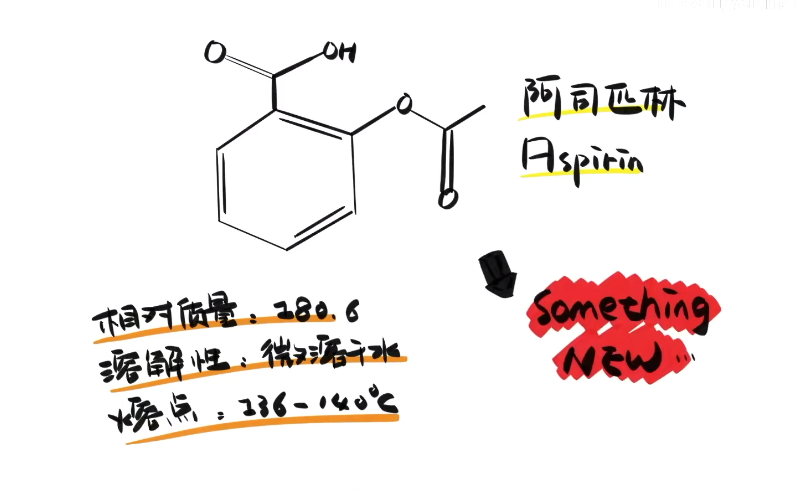 O
OH
O
O
阿司匹林
Aspirin
something
NEW...
相对质量：180.6
溶解性：微溶于水
熔点：136-140°C